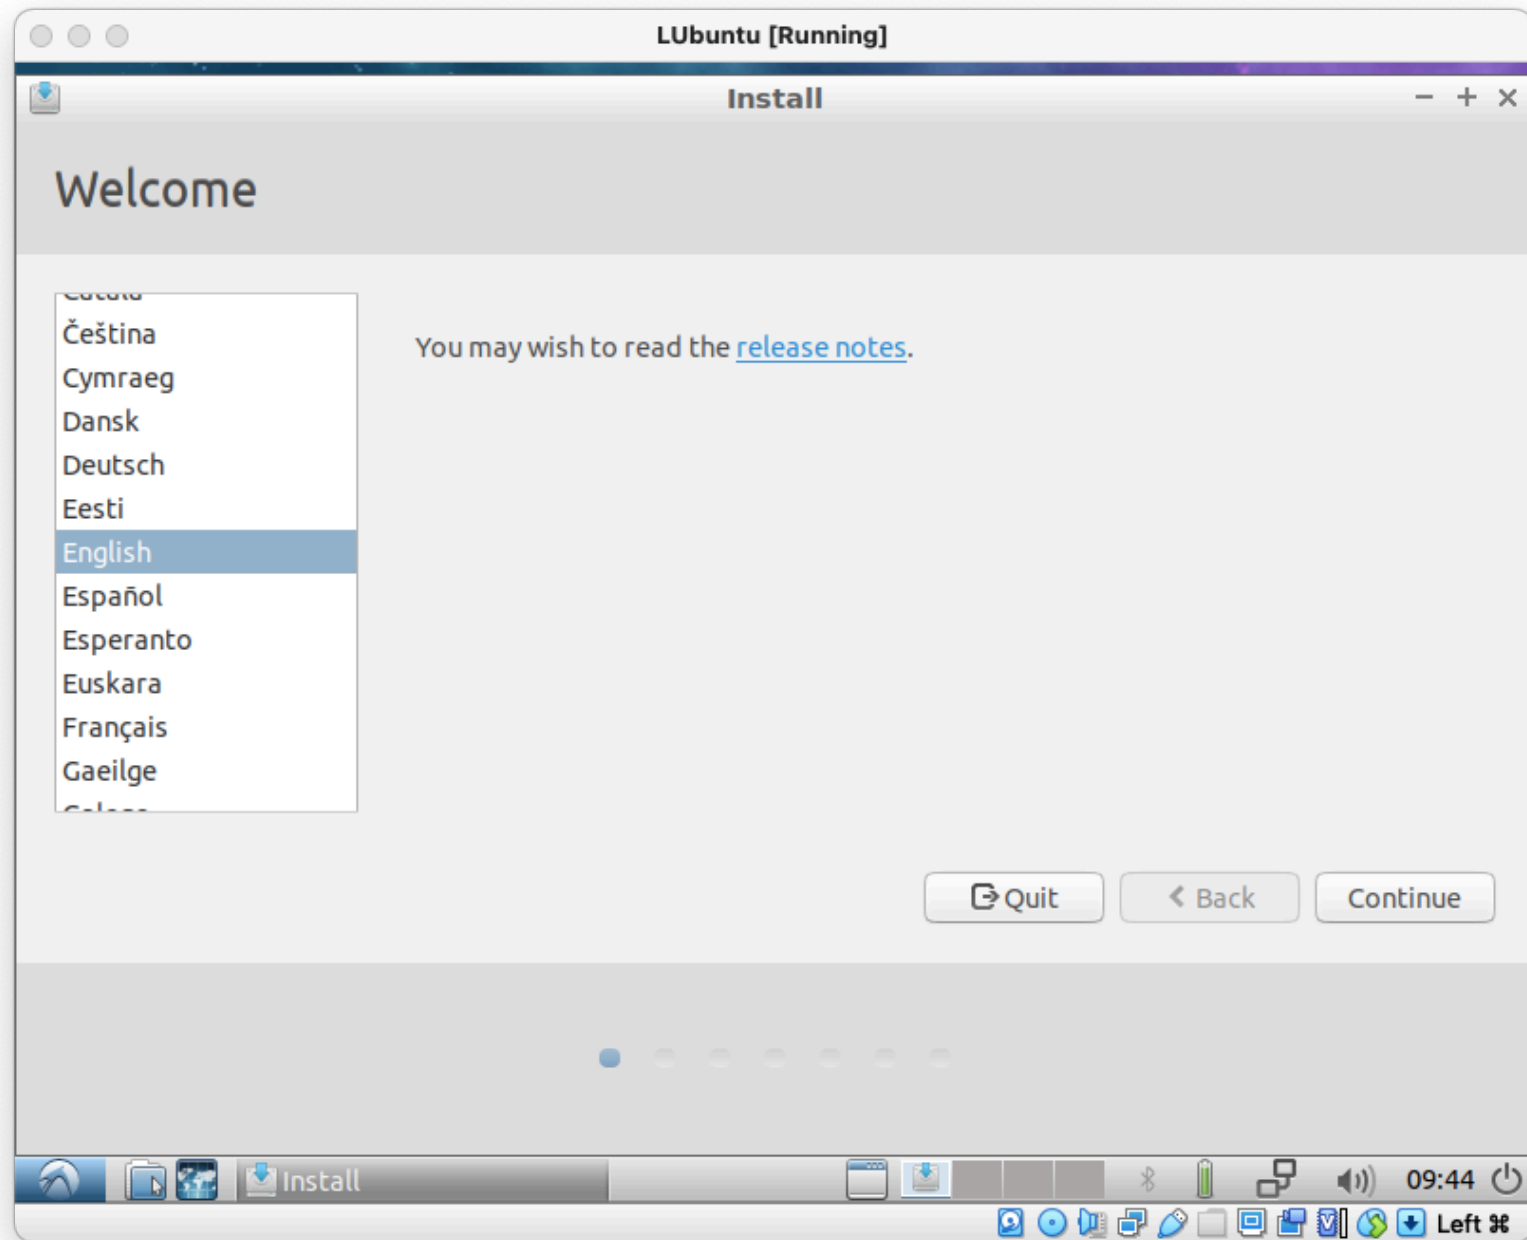 LUbuntu [Running]
Install
Welcome
Čeština
Cymraeg
Dansk
Deutsch
Eesti
English
Español
Esperanto
Euskara
Français
Gaeilge
You may wish to read the release notes.
Quit
Back
Continue
Install
09:44
Left ⌘